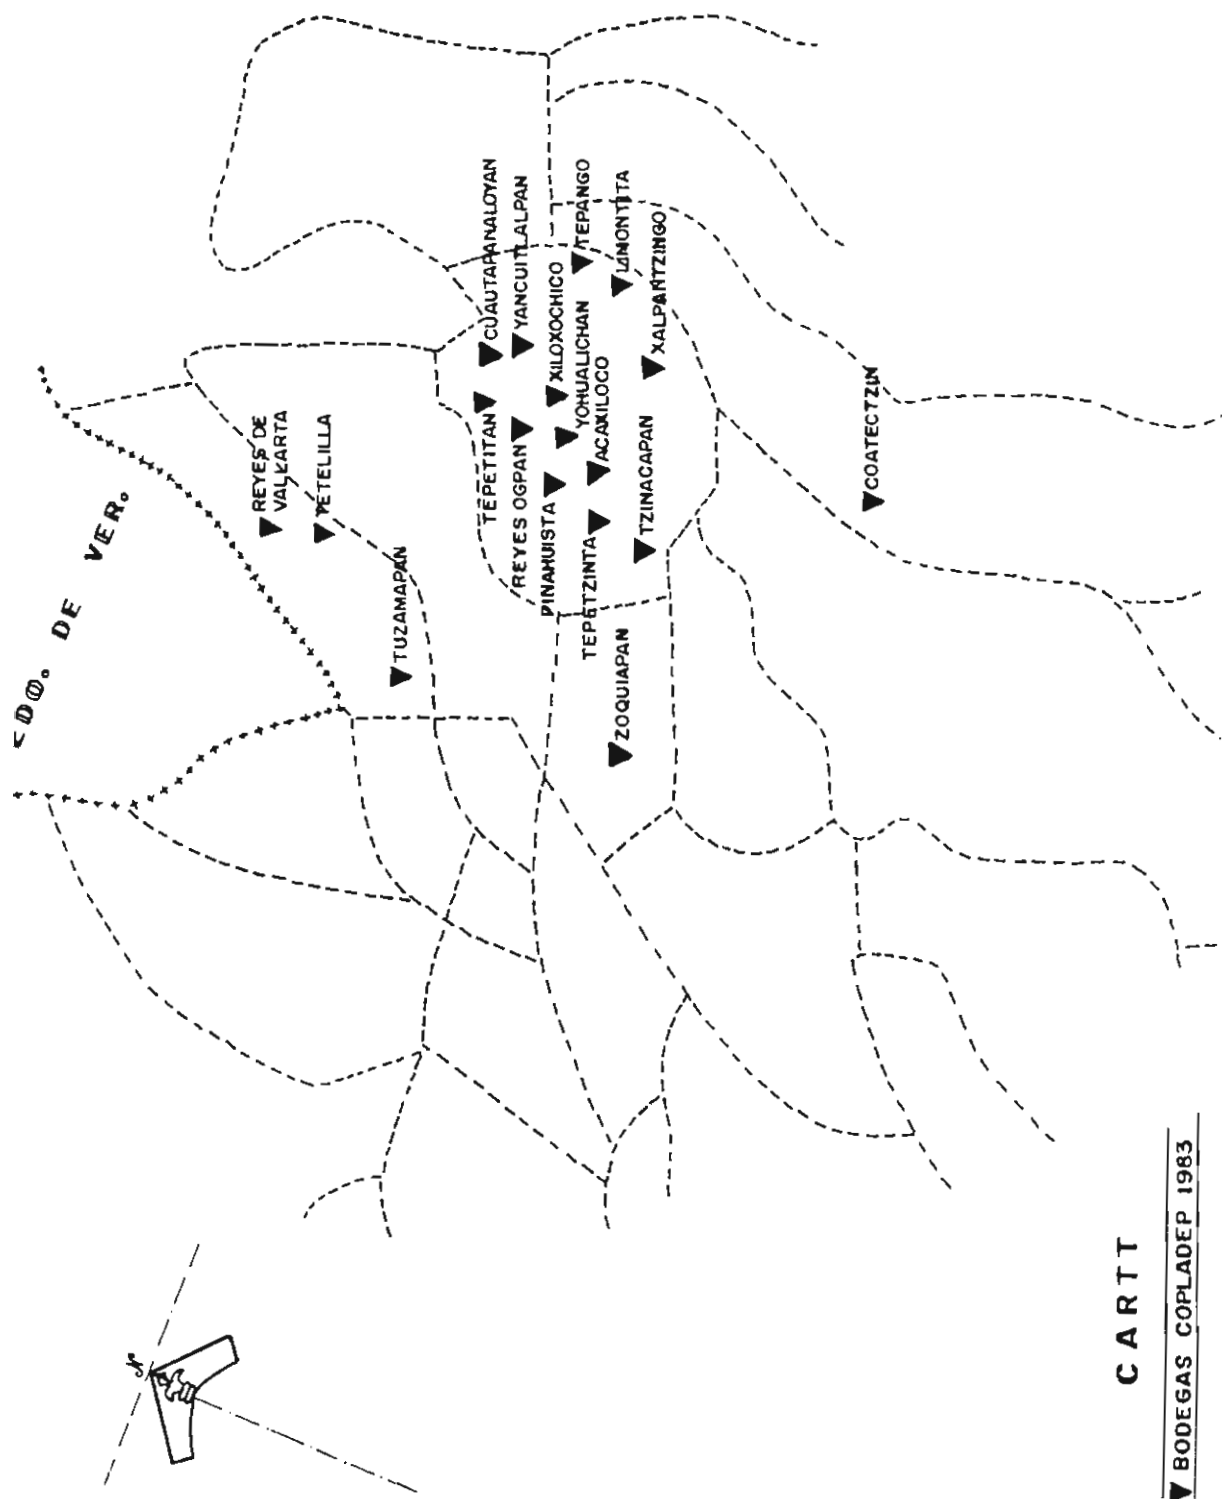 EDO. DE VER.
REYES DE
VALLARTA
TETELILLA
TUZAMAPAN
CUAUTAPANALOYAN
TEPETITAN
YANCUITLALPAN
REYES OGPAN
XILOXOCHICO
PINAHUISTA
TEPANGO
YOHUALICHAN
ACAXILOCO
TEPETZINTA
LIMONTITA
ZOQUIAPAN
XALPANTZINGO
TZINACAPAN
COATECTZIN
N
CARTT
BODEGAS COPLADEP 1983